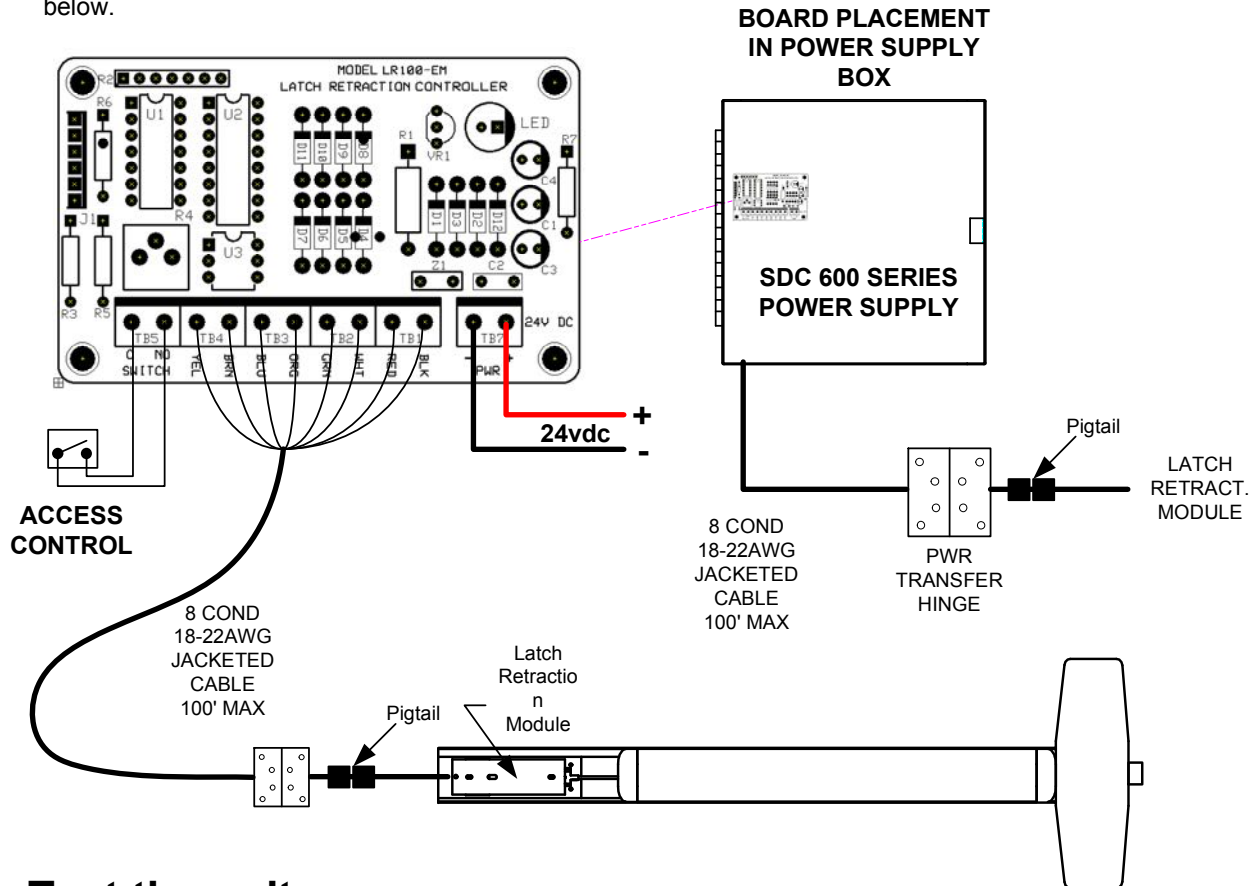 below.
BOARD PLACEMENT
IN POWER SUPPLY
BOX
MODEL LR100-EM
LATCH RETRACTION CONTROLLER
R2
R6
U1
U2
LED
R1
VR1
R7
D11
D10
D9
D8
C4
J1
R4
D7
D6
D5
D4
D1
D3
D2
D12
C1
U3
Z1
C2
C3
R3
R5
24V DC
TB5
TB4
TB3
TB2
TB1
TB7
C
NO
SWITCH
YEL
BRN
BLU
ORG
GRN
WHT
RED
BLK
-
+
PWR
SDC 600 SERIES
POWER SUPPLY
+
24vdc
-
ACCESS
CONTROL
Pigtail
LATCH
RETRACT.
MODULE
8 COND
18-22AWG
JACKETED
CABLE
100' MAX
PWR
TRANSFER
HINGE
8 COND
18-22AWG
JACKETED
CABLE
100' MAX
Pigtail
Latch
Retractio
n
Module